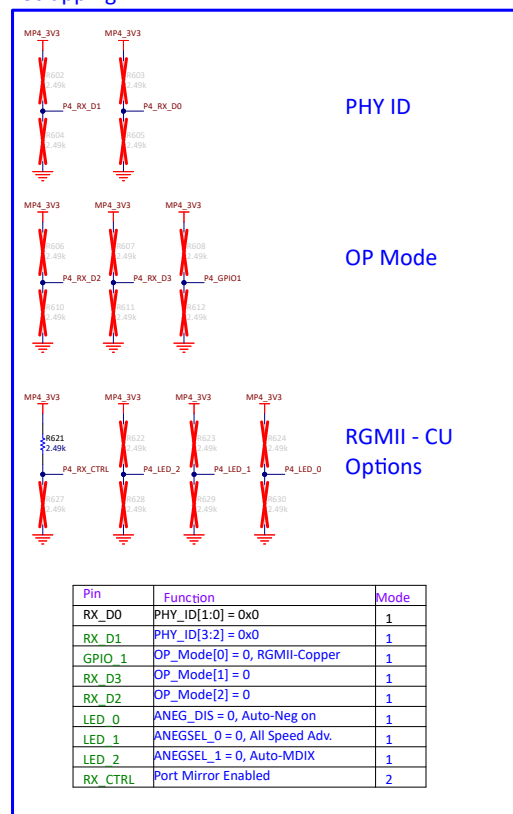 MP4_3V3 MP4_3V3
R602 R603
2.49k 2.49k
P4_RX_D1 P4_RX_D0
PHY ID
R604 R605
2.49k 2.49k
MP4_3V3 MP4_3V3 MP4_3V3
R606 R607 R608
2.49k 2.49k 2.49k
OP Mode
P4_RX_D2 P4_RX_D3 P4_GPIO1
R610 R611 R612
2.49k 2.49k 2.49k
MP4_3V3 MP4_3V3 MP4_3V3 MP4_3V3
R621 R622 R623 R624
2.49k 2.49k 2.49k 2.49k
RGMII - CU
Options
P4_RX_CTRL P4_LED_2 P4_LED_1 P4_LED_0
R627 R628 R629 R630
2.49k 2.49k 2.49k 2.49k
Pin Function Mode
RX_D0 PHY_ID[1:0] = 0x0 1
RX_D1 PHY_ID[3:2] = 0x0 1
GPIO_1 OP_Mode[0] = 0, RGMII-Copper 1
RX_D3 OP_Mode[1] = 0 1
RX_D2 OP_Mode[2] = 0 1
LED_0 ANEG_DIS = 0, Auto-Neg on 1
LED_1 ANEGSEL_0 = 0, All Speed Adv. 1
LED_2 ANEGSEL_1 = 0, Auto-MDIX 1
RX_CTRL Port Mirror Enabled 2